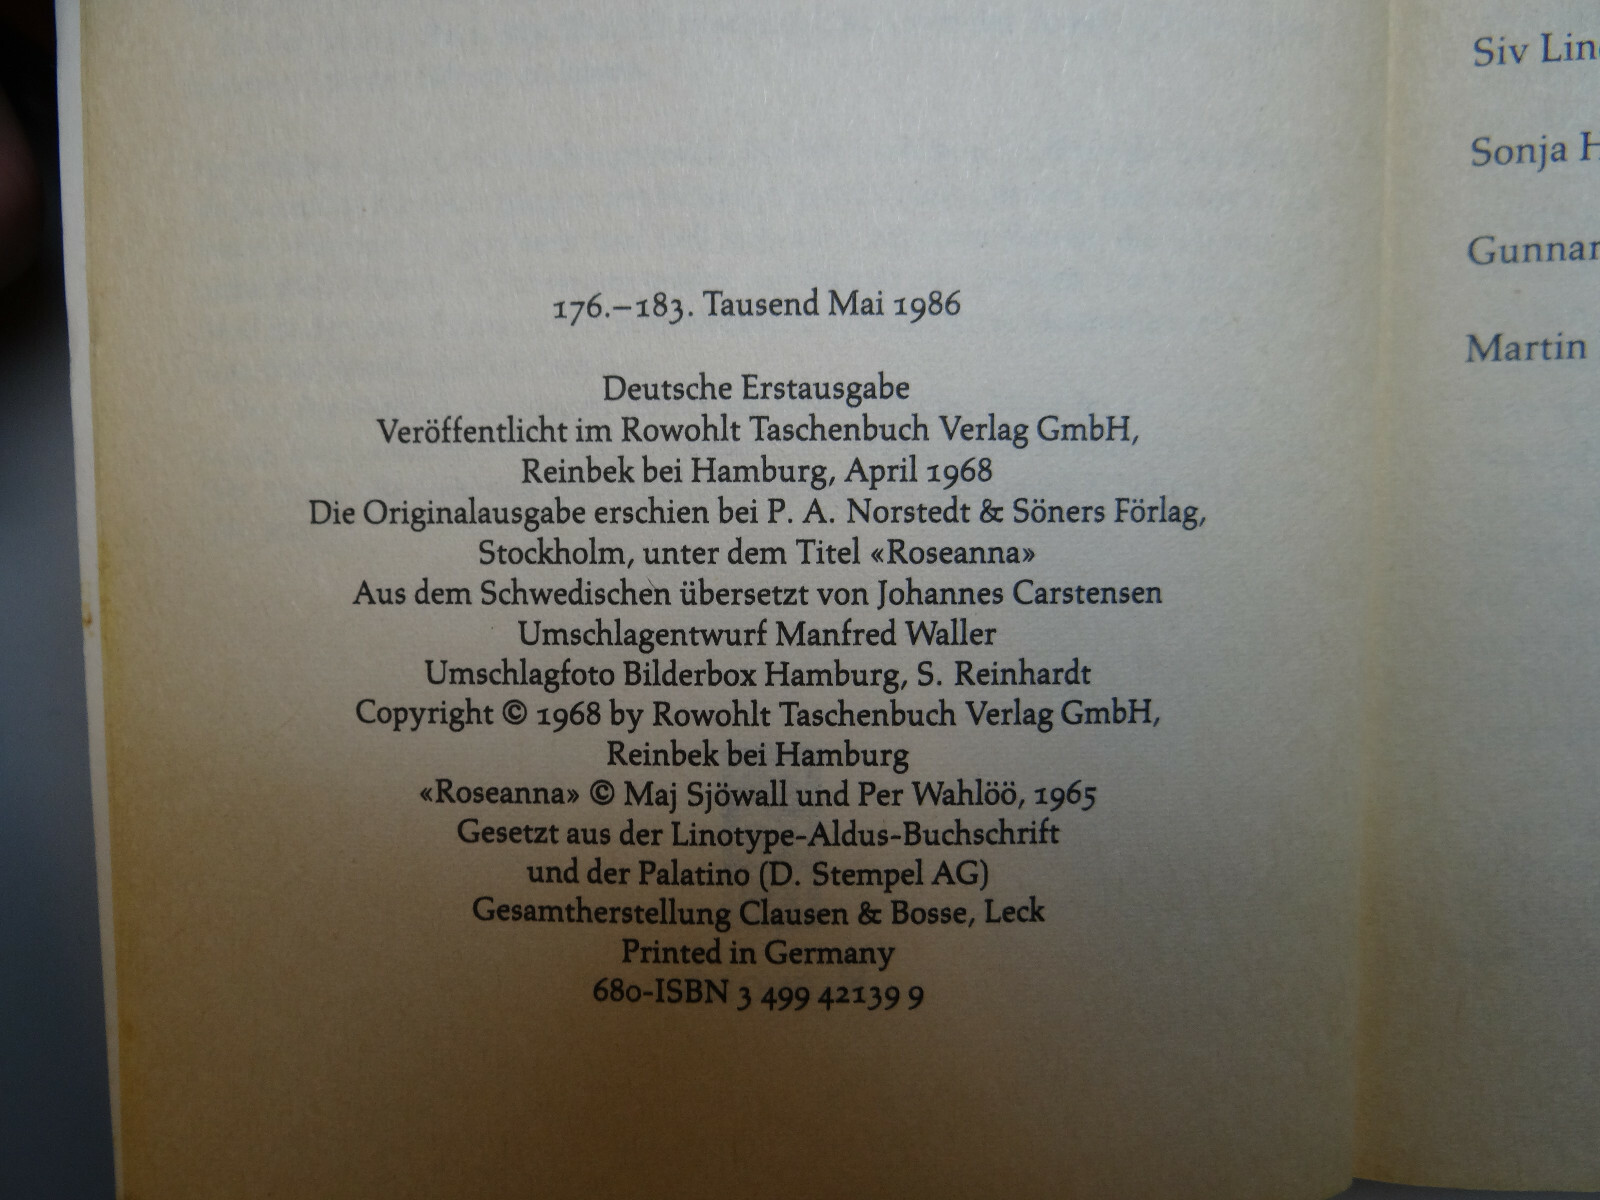 176.–183. Tausend Mai 1986
Deutsche Erstausgabe
Veröffentlicht im Rowohlt Taschenbuch Verlag GmbH,
Reinbek bei Hamburg, April 1968
Die Originalausgabe erschien bei P. A. Norstedt & Söners Förlag,
Stockholm, unter dem Titel «Roseanna»
Aus dem Schwedischen übersetzt von Johannes Carstensen
Umschlagentwurf Manfred Waller
Umschlagfoto Bilderbox Hamburg, S. Reinhardt
Copyright © 1968 by Rowohlt Taschenbuch Verlag GmbH,
Reinbek bei Hamburg
«Roseanna» © Maj Sjöwall und Per Wahlöö, 1965
Gesetzt aus der Linotype-Aldus-Buchschrift
und der Palatino (D. Stempel AG)
Gesamtherstellung Clausen & Bosse, Leck
Printed in Germany
680-ISBN 3 499 42139 9
Siv
Sonja
Gunnar
Martin